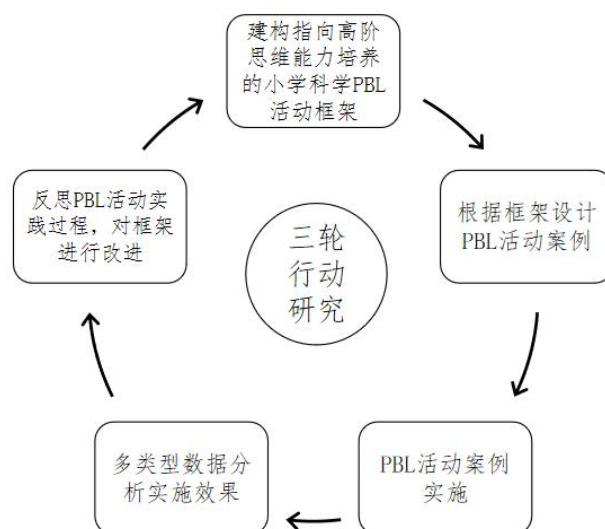 建构指向高阶
思维能力培养
的小学科学PBL
活动框架
根据框架设计
PBL活动案例
PBL活动案例
实施
多类型数据分
析实施效果
反思PBL活动实
践过程，对框架
进行改进
三轮
行动
研究